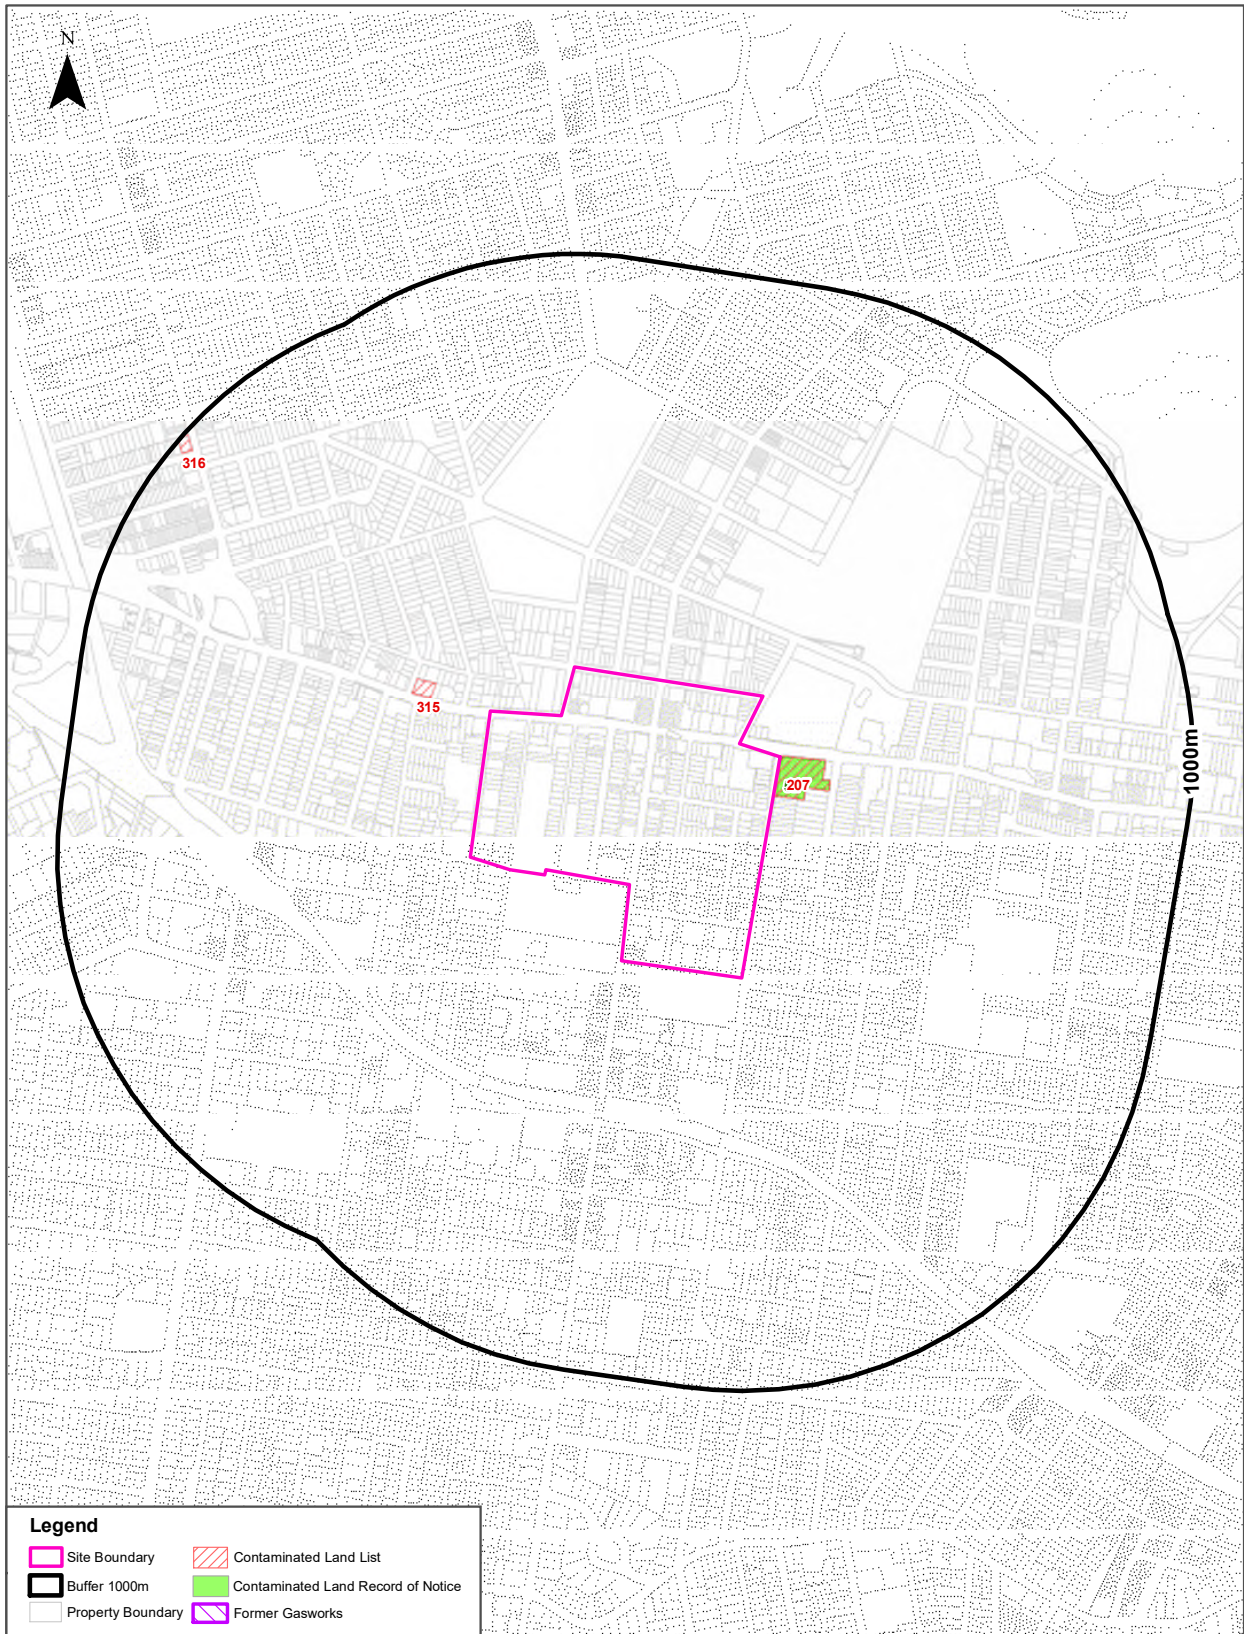 N
316
315
207
1000m
Legend
Site Boundary
Contaminated Land List
Buffer 1000m
Contaminated Land Record of Notice
Property Boundary
Former Gasworks